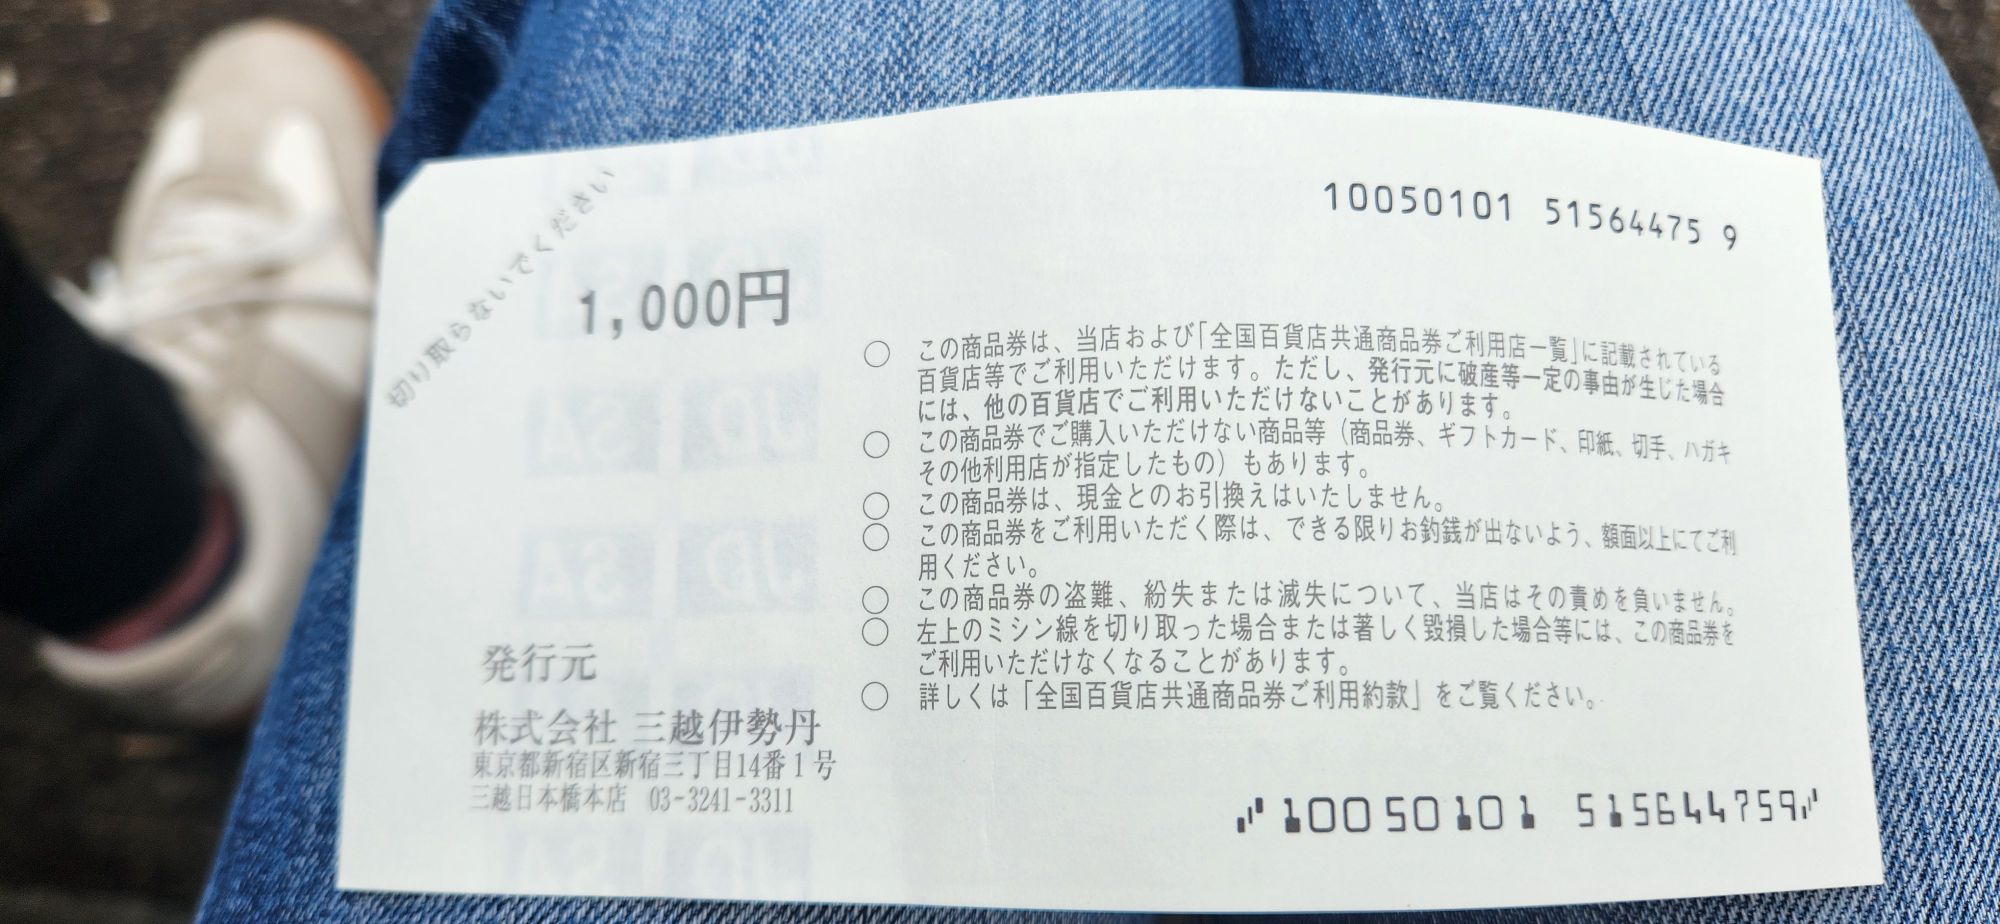 切り取らないでください
10050101 51564475 9
1,000円
○ この商品券は、当店および「全国百貨店共通商品券ご利用店一覧」に記載されている
百貨店等でご利用いただけます。ただし、発行元に破産等一定の事由が生じた場合
には、他の百貨店でご利用いただけないことがあります。
○ この商品券でご購入いただけない商品等（商品券、ギフトカード、印紙、切手、ハガキ
その他利用店が指定したもの）もあります。
○ この商品券は、現金とのお引換えはいたしません。
○ この商品券をご利用いただく際は、できる限りお釣銭が出ないよう、額面以上にてご利
用ください。
○ この商品券の盗難、紛失または滅失について、当店はその責めを負いません。
○ 左上のミシン線を切り取った場合または著しく毀損した場合等には、この商品券を
ご利用いただけなくなることがあります。
○ 詳しくは「全国百貨店共通商品券ご利用約款」をご覧ください。
発行元
株式会社 三越伊勢丹
東京都新宿区新宿三丁目14番1号
三越日本橋本店 03-3241-3311
10050101 515644759